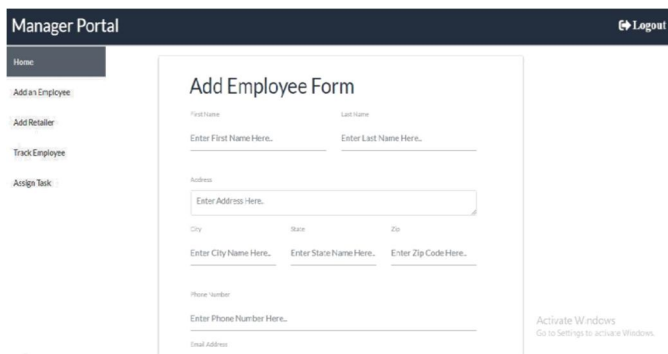 Manager Portal
Logout
Home
Add an Employee
Add Retailer
Track Employee
Assign Task
Add Employee Form
First Name Last Name
Enter First Name Here.. Enter Last Name Here..
Address
Enter Address Here.
City State Zip
Enter City Name Here.. Enter State Name Here.. Enter Zip Code Here..
Phone Number
Enter Phone Number Here..
Email Address
Activate Windows
Go to Settings to activate Windows.